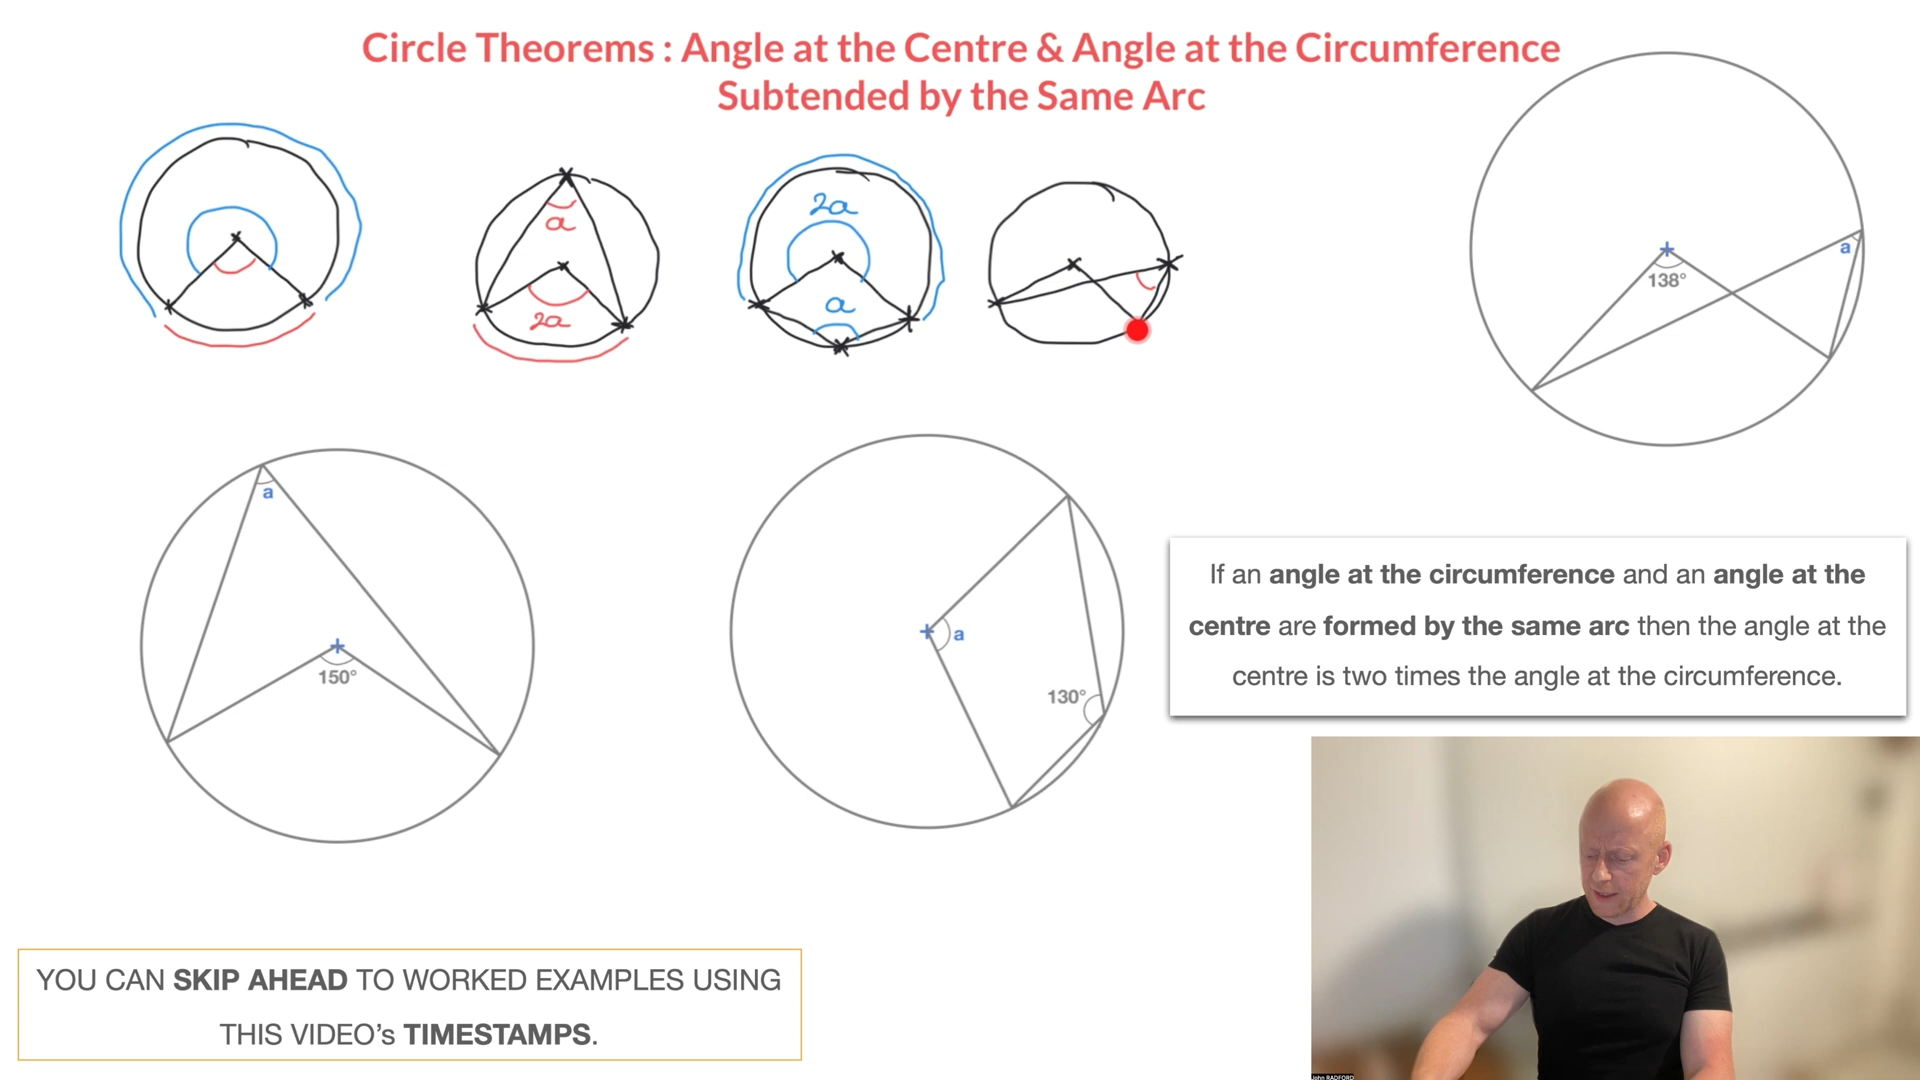 Circle Theorems : Angle at the Centre & Angle at the Circumference
Subtended by the Same Arc
a
2a
2a
a
138°
a
a
150°
a
130°
If an angle at the circumference and an angle at the
centre are formed by the same arc then the angle at the
centre is two times the angle at the circumference.
YOU CAN SKIP AHEAD TO WORKED EXAMPLES USING
THIS VIDEO's TIMESTAMPS.
John RADFORD